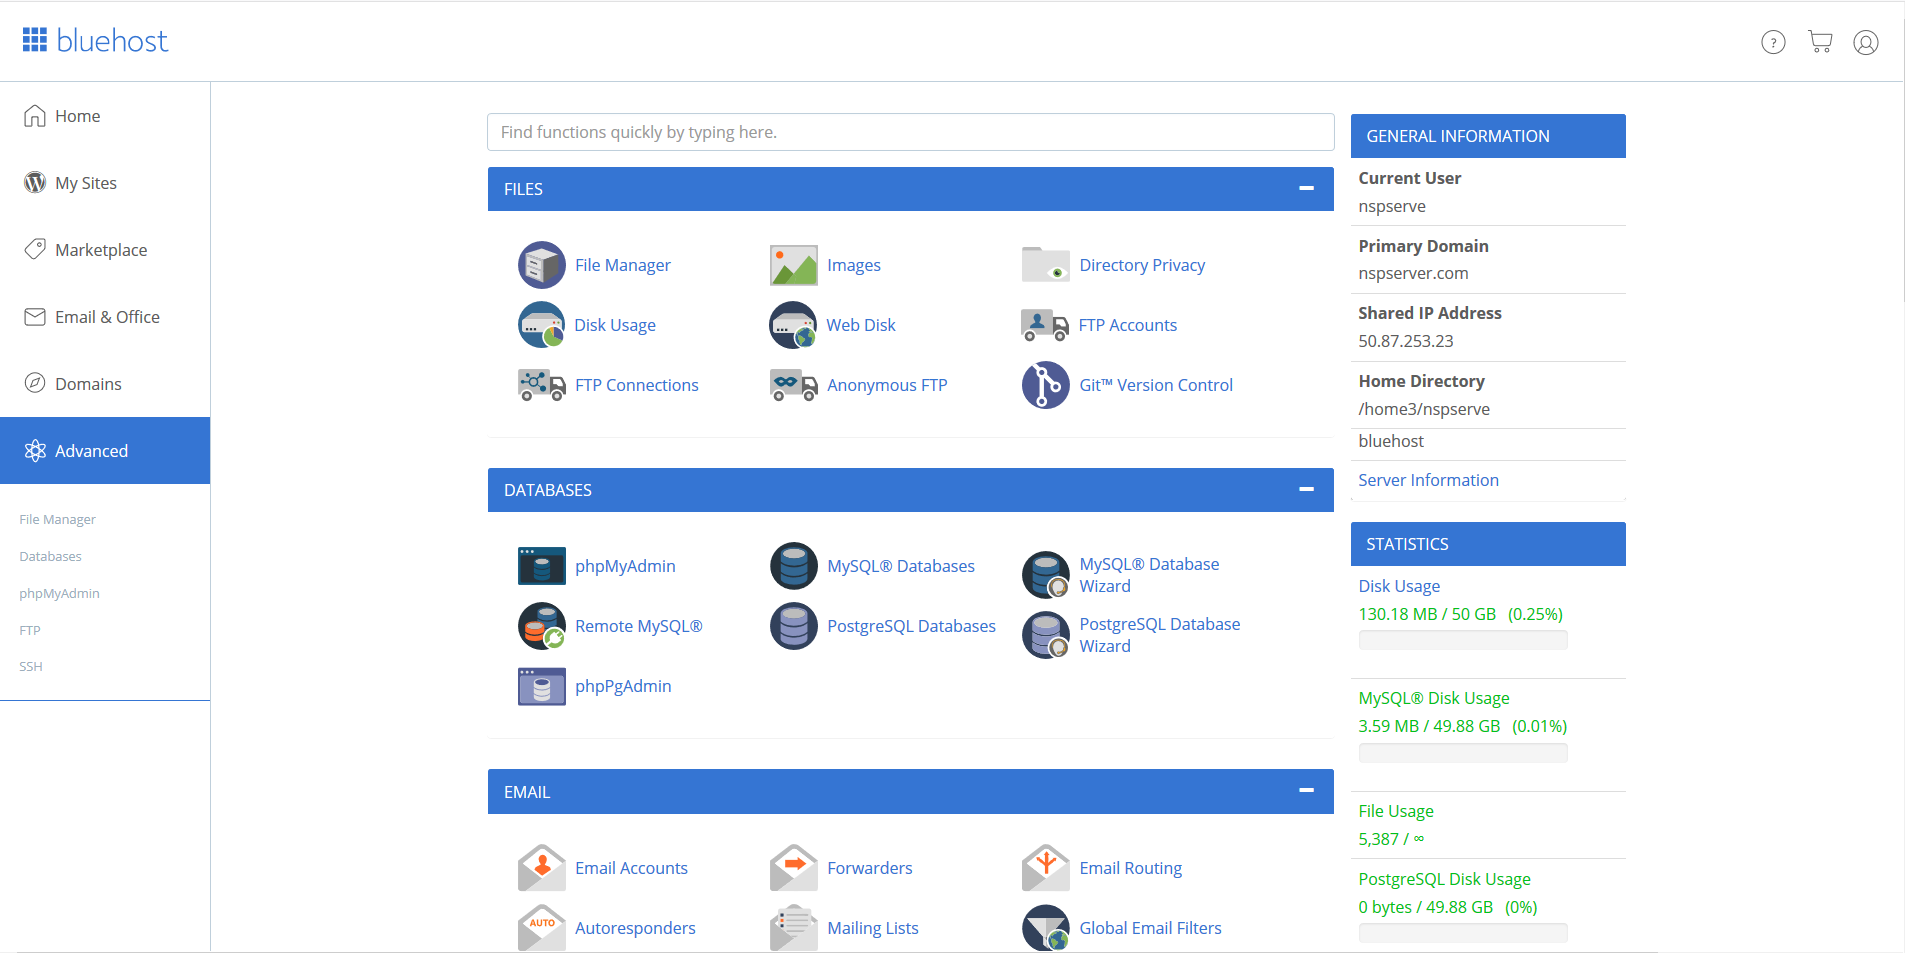 bluehost
?
Home
My Sites
Marketplace
Email & Office
Domains
Advanced
File Manager
Databases
phpMyAdmin
FTP
SSH
Find functions quickly by typing here.
FILES
File Manager
Images
Directory Privacy
Disk Usage
Web Disk
FTP Accounts
FTP Connections
Anonymous FTP
Git™ Version Control
DATABASES
phpMyAdmin
MySQL® Databases
MySQL® Database
Wizard
Remote MySQL®
PostgreSQL Databases
PostgreSQL Database
Wizard
phpPgAdmin
EMAIL
Email Accounts
Forwarders
Email Routing
AUTO
Autoresponders
Mailing Lists
Global Email Filters
GENERAL INFORMATION
Current User
nspserve
Primary Domain
nspserver.com
Shared IP Address
50.87.253.23
Home Directory
/home3/nspserve
bluehost
Server Information
STATISTICS
Disk Usage
130.18 MB / 50 GB (0.25%)
MySQL® Disk Usage
3.59 MB / 49.88 GB (0.01%)
File Usage
5,387 / ∞
PostgreSQL Disk Usage
0 bytes / 49.88 GB (0%)